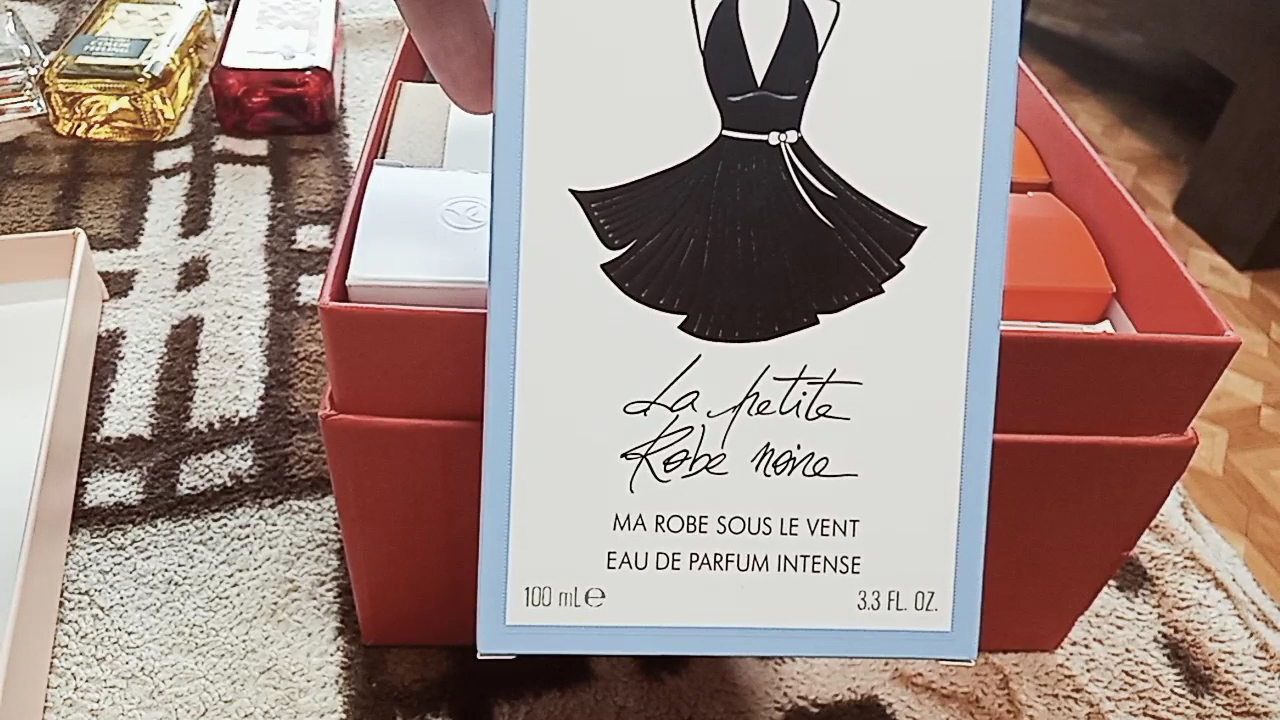 La petite
Robe noire
MA ROBE SOUS LE VENT
EAU DE PARFUM INTENSE
100 mL e
3.3 FL. OZ.